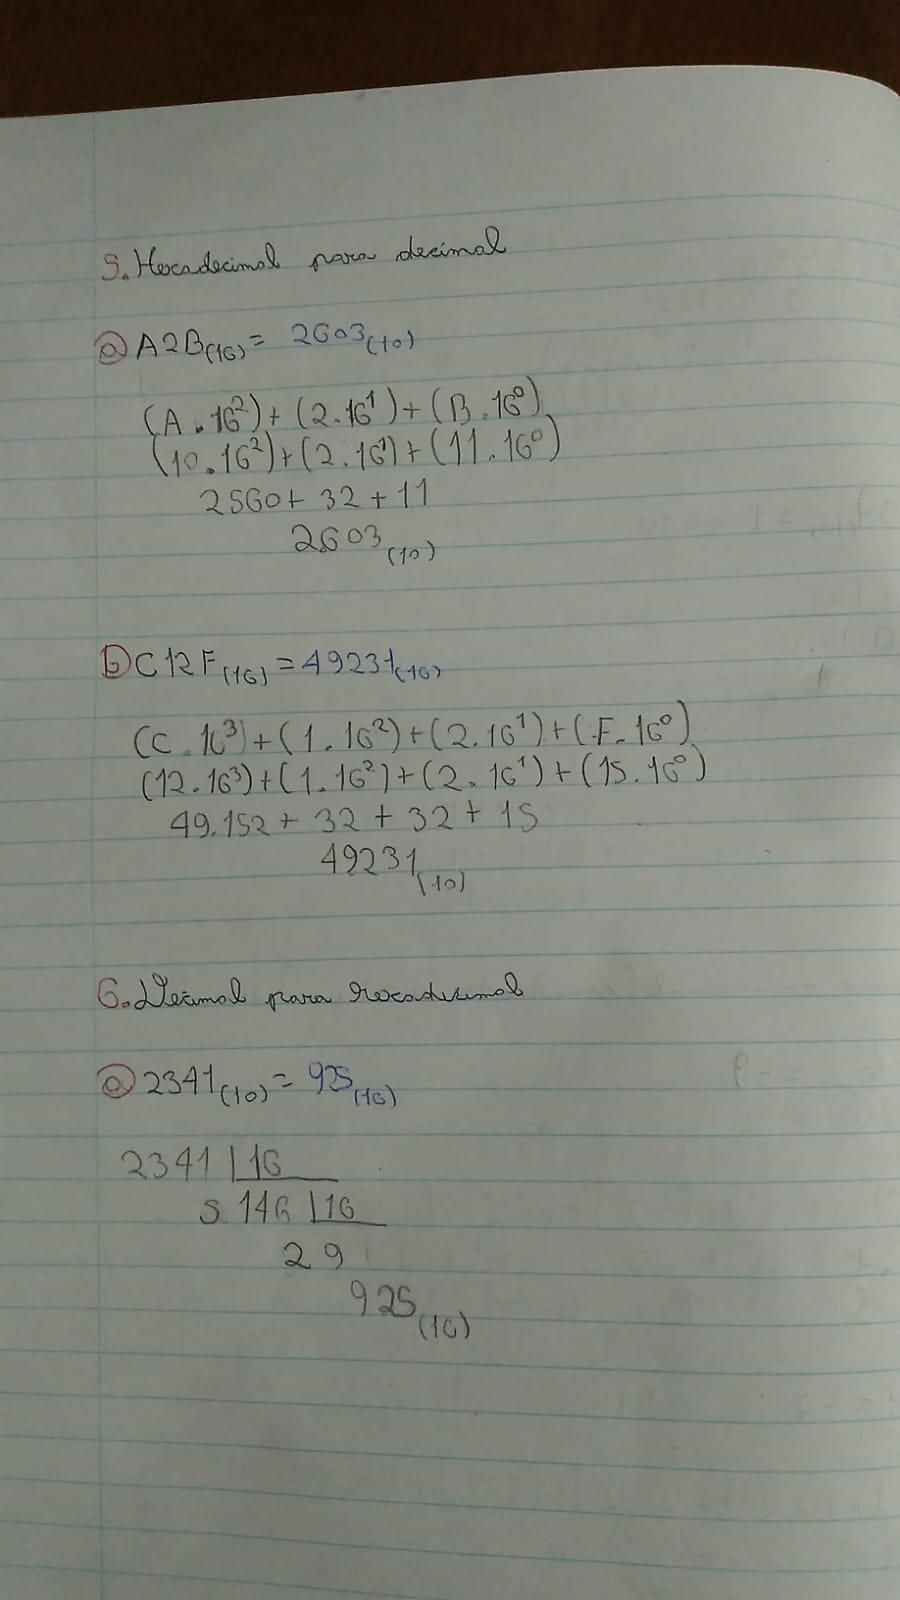 5. Hexadecimal para decimal
a) A2B(16) = 2603(10)
(A . 16²) + (2 . 16¹) + (B . 16⁰)
(10 . 16²) + (2 . 16¹) + (11 . 16⁰)
2560 + 32 + 11
2603(10)
b) C12F(16) = 49231(16)
(C . 16³) + (1 . 16²) + (2 . 16¹) + (F . 16⁰)
(12 . 16³) + (1 . 16²) + (2 . 16¹) + (15 . 16⁰)
49.152 + 32 + 32 + 15
49231(10)
6. Decimal para hexadecimal
a) 2341(10) = 925(16)
2341 | 16
5 146 | 16
2 9
925(16)